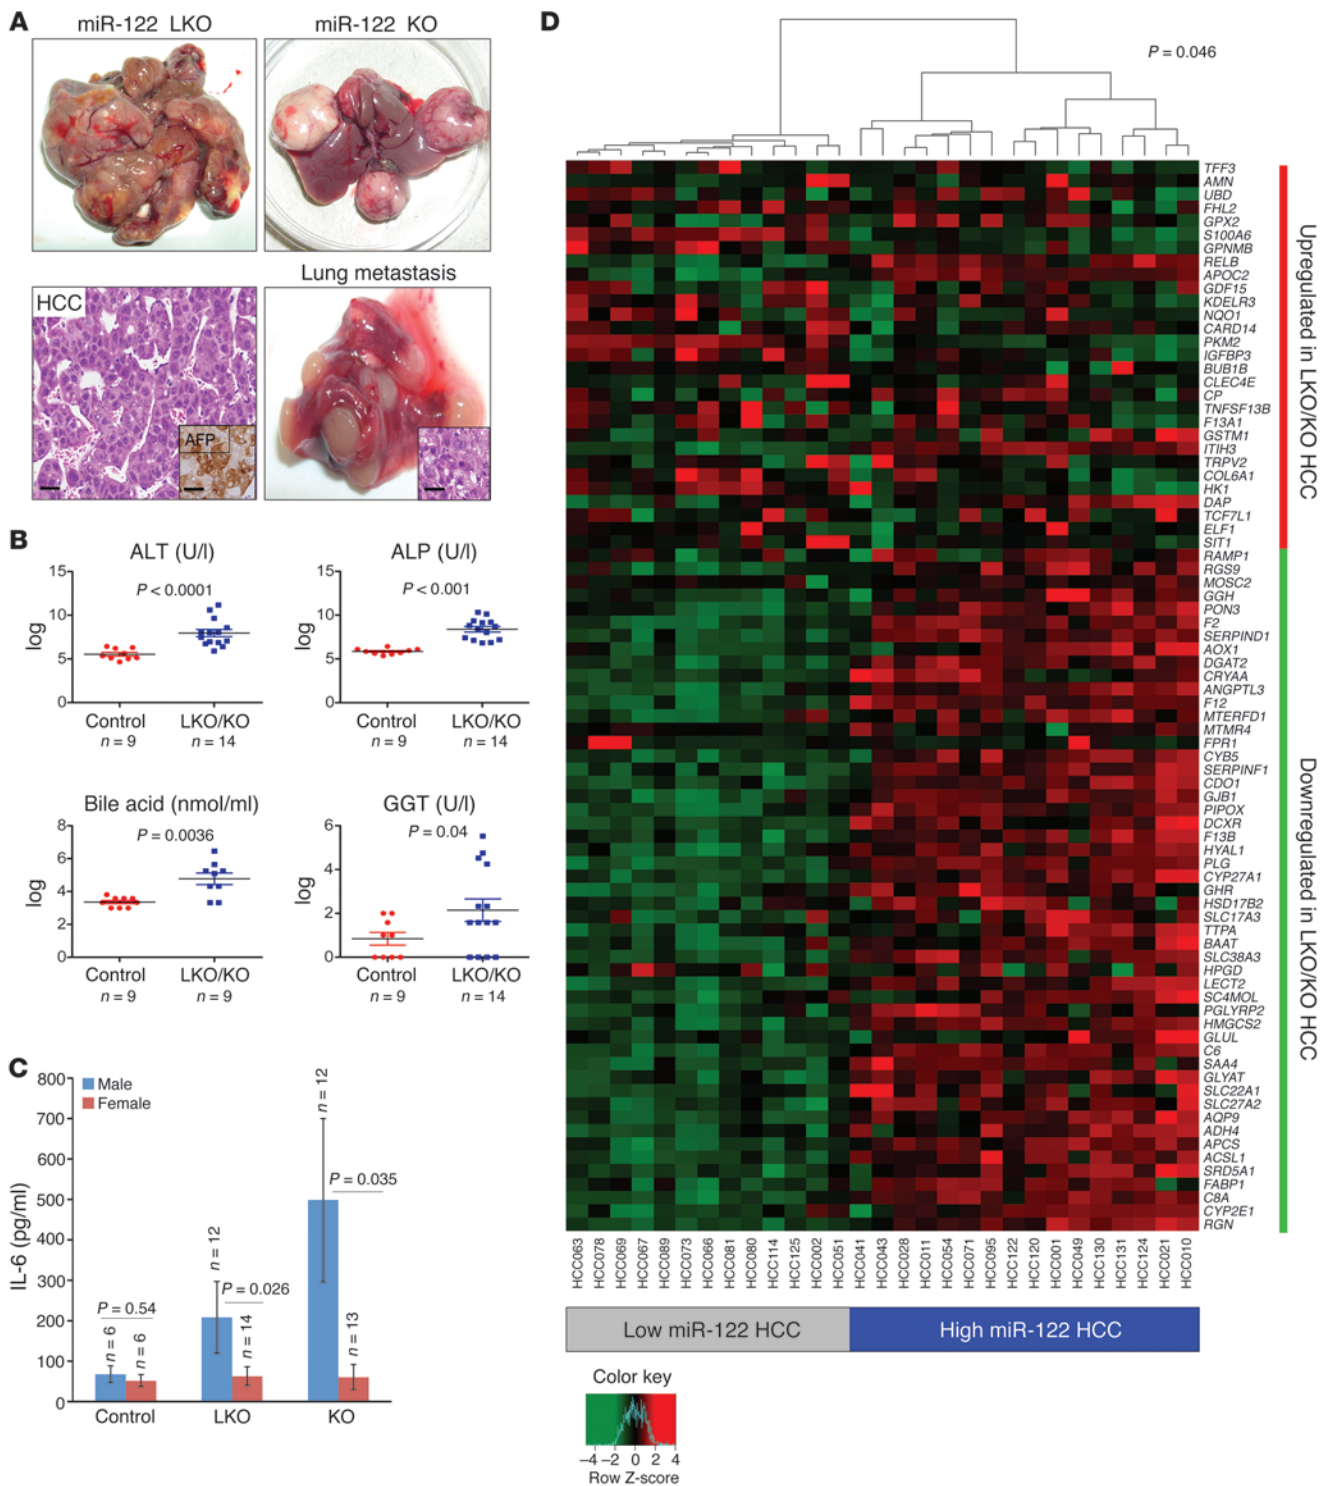 A
miR-122 LKO
miR-122 KO
HCC
AFP
Lung metastasis
B
ALT (U/l)
P < 0.0001
15
10
5
0
log
Control
LKO/KO
n = 9
n = 14
ALP (U/l)
P < 0.001
15
10
5
0
log
Control
LKO/KO
n = 9
n = 14
Bile acid (nmol/ml)
P = 0.0036
8
6
4
2
0
log
Control
LKO/KO
n = 9
n = 9
GGT (U/l)
P = 0.04
6
4
2
0
log
Control
LKO/KO
n = 9
n = 14
C
Male
Female
800
700
600
500
400
300
200
100
0
IL-6 (pg/ml)
P = 0.54
n = 6
n = 6
n = 12
P = 0.026
n = 14
n = 12
P = 0.035
n = 13
Control
LKO
KO
D
P = 0.046
TFF3
AMN
UBD
FHL2
GPX2
S100A6
GPNMB
RELB
APOC2
GDF15
KDELR3
NQO1
CARD14
PKM2
IGFBP3
BUB1B
CLEC4E
CP
TNFSF13B
F13A1
GSTM1
ITIH3
TRPV2
COL6A1
HK1
DAP
TCF7L1
ELF1
SIT1
RAMP1
RGS9
MOSC2
GGH
PON3
F2
SERPIND1
AOX1
DGAT2
CRYAA
ANGPTL3
F12
MTERFD1
MTMR4
FPR1
CYB5
SERPINF1
CDO1
GJB1
PIPOX
DCXR
F13B
HYAL1
PLG
CYP27A1
GHR
HSD17B2
SLC17A3
TTPA
BAAT
SLC38A3
HPGD
LECT2
SC4MOL
PGLYRP2
HMGCS2
GLUL
C6
SAA4
GLYAT
SLC22A1
SLC27A2
AQP9
ADH4
APCS
ACSL1
SRD5A1
FABP1
C8A
CYP2E1
RGN
Upregulated in LKO/KO HCC
Downregulated in LKO/KO HCC
HCC063
HCC078
HCC069
HCC067
HCC089
HCC073
HCC066
HCC081
HCC080
HCC114
HCC125
HCC002
HCC051
HCC041
HCC043
HCC028
HCC011
HCC054
HCC071
HCC095
HCC122
HCC120
HCC001
HCC049
HCC130
HCC131
HCC124
HCC021
HCC010
Low miR-122 HCC
High miR-122 HCC
Color key
−4 −2 0 2 4
Row Z-score